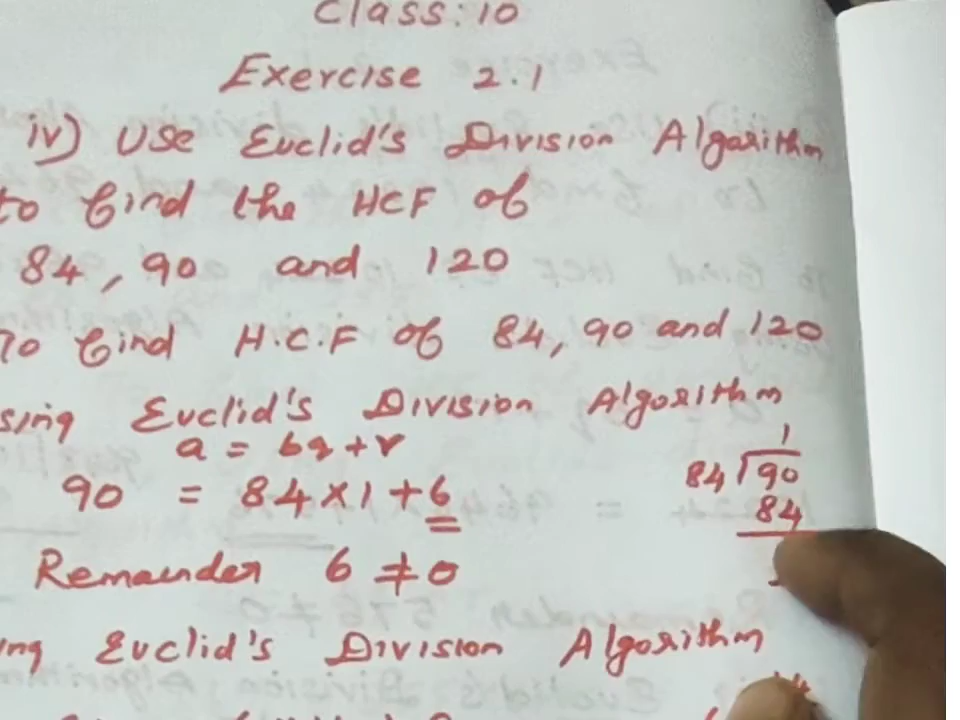 Class: 10
Exercise 2.1
iv) Use Euclid's Division Algorithm
to find the HCF of
84, 90 and 120
To find H.C.F of 84, 90 and 120
sing Euclid's Division Algorithm
a = bq + r
90 = 84 × 1 + 6
1
84 90
84
Remainder 6 ≠ 0
ing Euclid's Division Algorithm